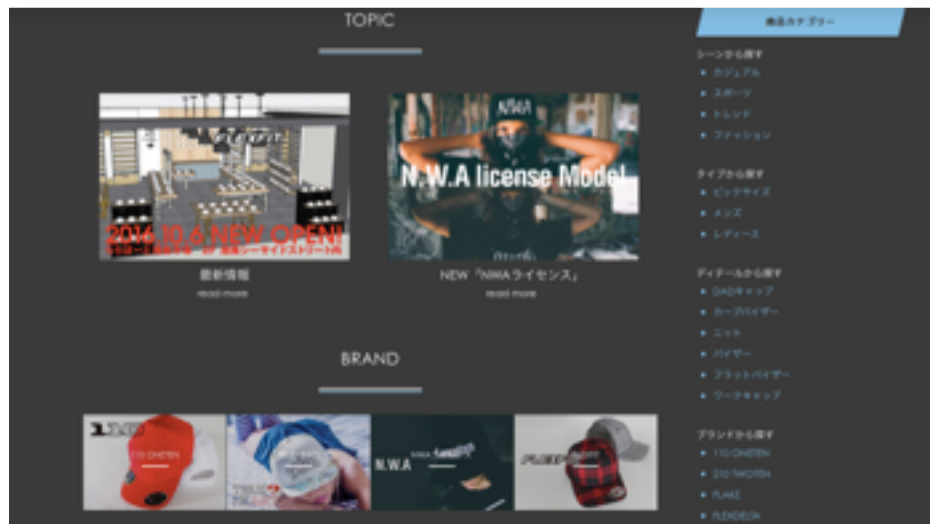 TOPIC
FLEXFIT
2016.10.6 NEW OPEN!
最新情報
read more
NWA
N.W.A license Model
NEW「NWAライセンス」
read more
BRAND
110
110 ONETEN
N.W.A
商品カテゴリー
シーンから探す
カジュアル
スポーツ
トレンド
ファッション
タイプから探す
ビックサイズ
メンズ
レディース
ディテールから探す
DADキャップ
カーブバイザー
ニット
バイザー
フラットバイザー
ワークキャップ
ブランドから探す
110 ONETEN
210 TWOTEN
FLAKE
FLEXDELTA